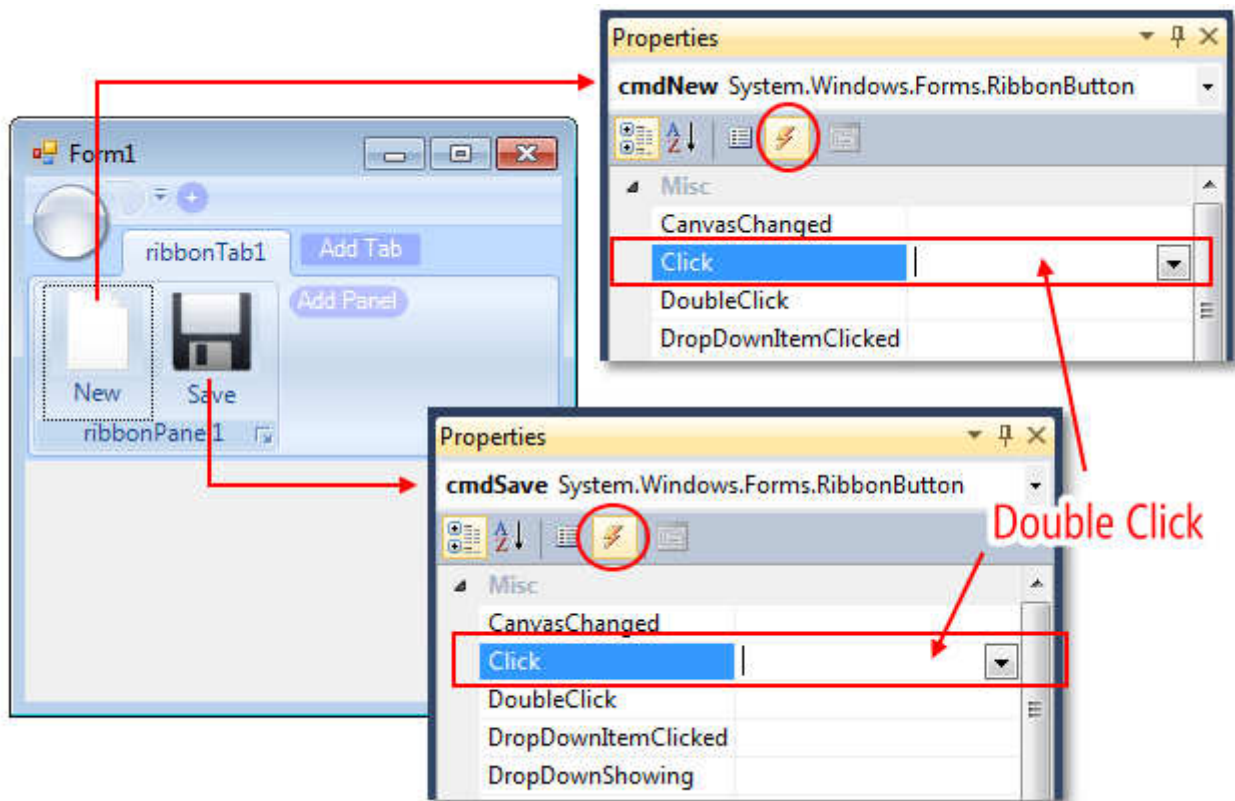 Properties
cmdNew System.Windows.Forms.RibbonButton
Misc
CanvasChanged
Click
DoubleClick
DropDownItemClicked
Form1
ribbonTab1 Add Tab
Add Panel
New Save
ribbonPanel1
Properties
cmdSave System.Windows.Forms.RibbonButton
Misc
CanvasChanged
Click
DoubleClick
DropDownItemClicked
DropDownShowing
Double Click